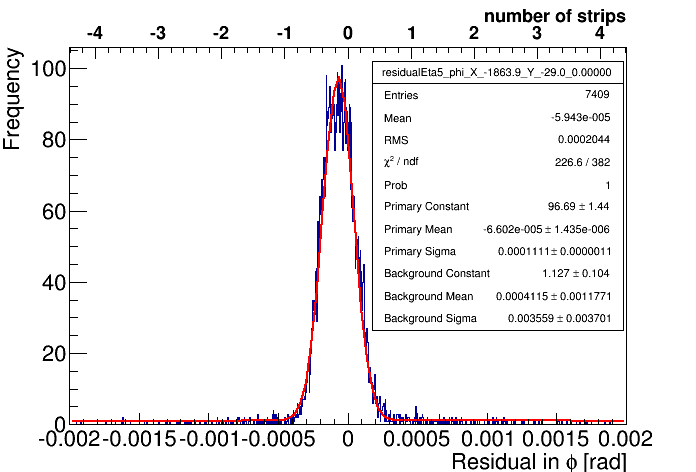 number of strips
-4 -3 -2 -1 0 1 2 3 4
Frequency
100
80
60
40
20
0
residualEta5_phi_X_-1863.9_Y_-29.0_0.00000
Entries 7409
Mean -5.943e-005
RMS 0.0002044
χ² / ndf 226.6 / 382
Prob 1
Primary Constant 96.69 ± 1.44
Primary Mean -6.602e-005 ± 1.435e-006
Primary Sigma 0.0001111 ± 0.0000011
Background Constant 1.127 ± 0.104
Background Mean 0.0004115 ± 0.0011771
Background Sigma 0.003559 ± 0.003701
-0.002 -0.0015 -0.001 -0.0005 0 0.0005 0.001 0.0015 0.002
Residual in ϕ [rad]